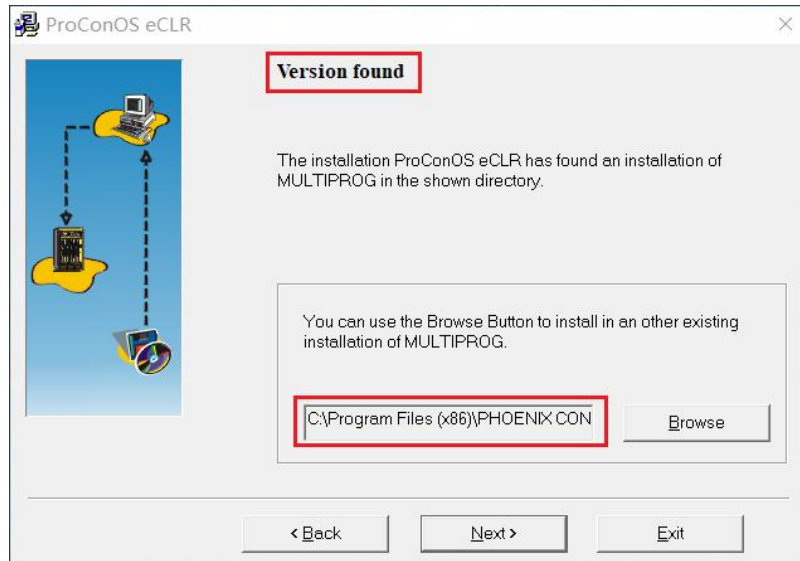 ProConOS eCLR
Version found
The installation ProConOS eCLR has found an installation of
MULTIPROG in the shown directory.
You can use the Browse Button to install in an other existing
installation of MULTIPROG.
C:\Program Files (x86)\PHOENIX CON
Browse
< Back
Next >
Exit